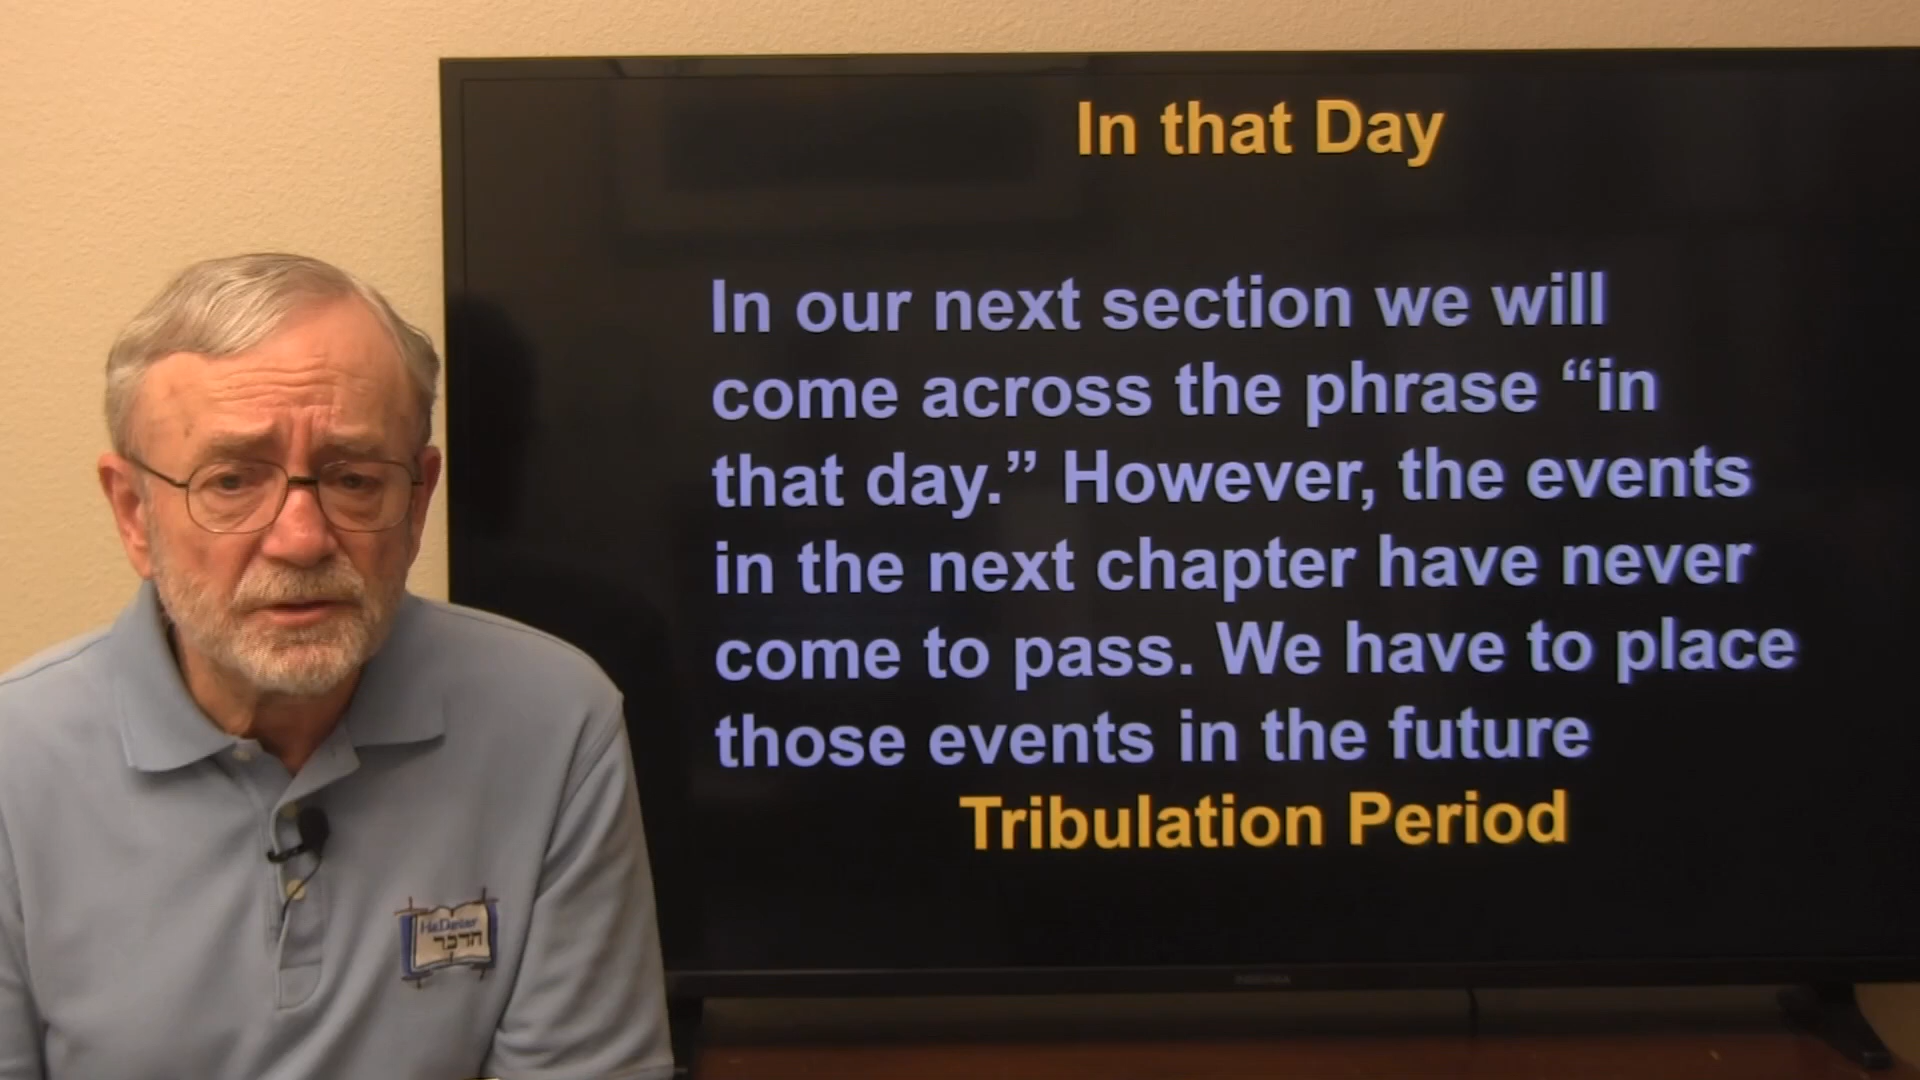 In that Day
In our next section we will
come across the phrase “in
that day.” However, the events
in the next chapter have never
come to pass. We have to place
those events in the future
Tribulation Period
HaDavar
הדבר